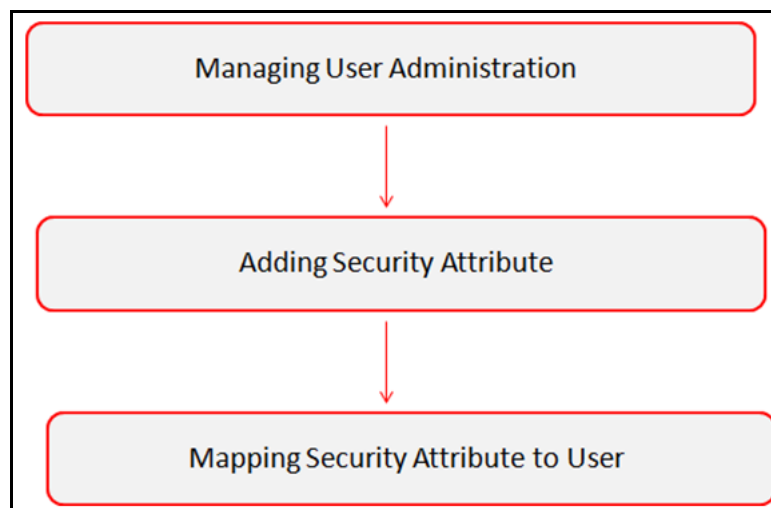 Managing User Administration
Adding Security Attribute
Mapping Security Attribute to User